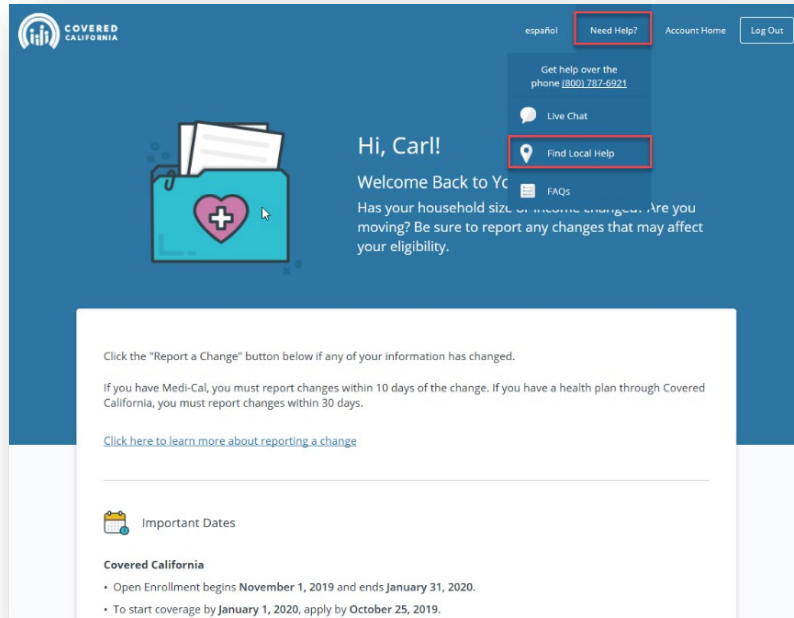 COVERED
CALIFORNIA
español Need Help? Account Home Log Out
Get help over the
phone (800) 787-6921
Live Chat
Find Local Help
FAQs
Hi, Carl!
Welcome Back to Yo
Has your household size or income changed? Are you
moving? Be sure to report any changes that may affect
your eligibility.
Click the "Report a Change" button below if any of your information has changed.
If you have Medi-Cal, you must report changes within 10 days of the change. If you have a health plan through Covered
California, you must report changes within 30 days.
Click here to learn more about reporting a change
Important Dates
Covered California
• Open Enrollment begins November 1, 2019 and ends January 31, 2020.
• To start coverage by January 1, 2020, apply by October 25, 2019.